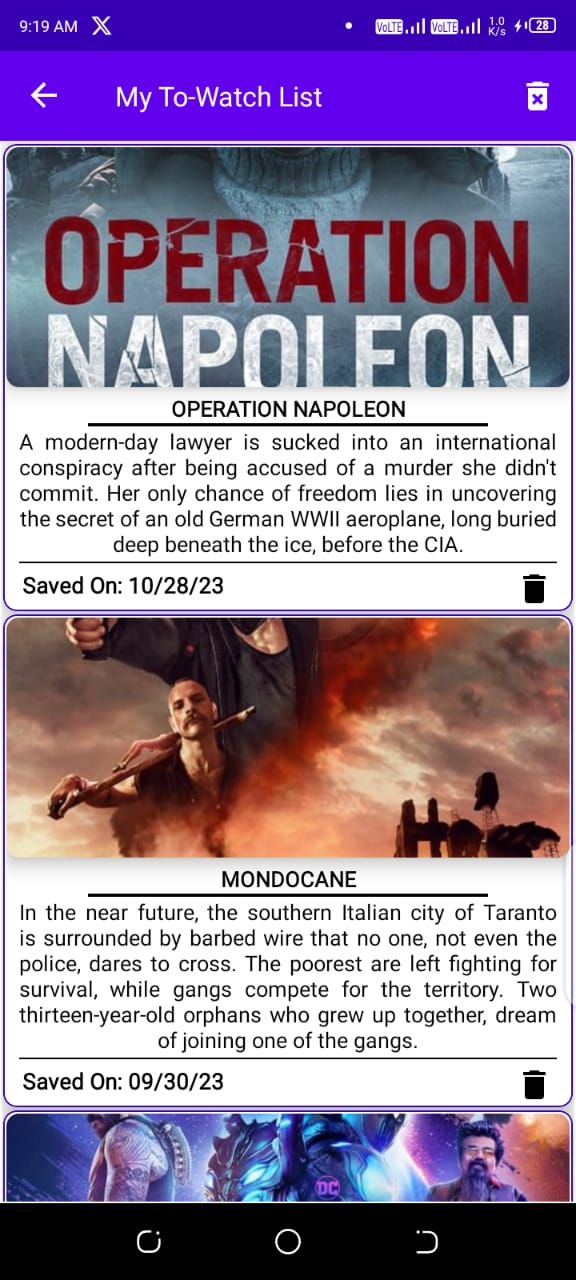 9:19 AM
VoLTE VoLTE 1.0 K/s 28
My To-Watch List
OPERATION
NAPOLEON
OPERATION NAPOLEON
A modern-day lawyer is sucked into an international
conspiracy after being accused of a murder she didn't
commit. Her only chance of freedom lies in uncovering
the secret of an old German WWII aeroplane, long buried
deep beneath the ice, before the CIA.
Saved On: 10/28/23
MONDOCANE
In the near future, the southern Italian city of Taranto
is surrounded by barbed wire that no one, not even the
police, dares to cross. The poorest are left fighting for
survival, while gangs compete for the territory. Two
thirteen-year-old orphans who grew up together, dream
of joining one of the gangs.
Saved On: 09/30/23
DC